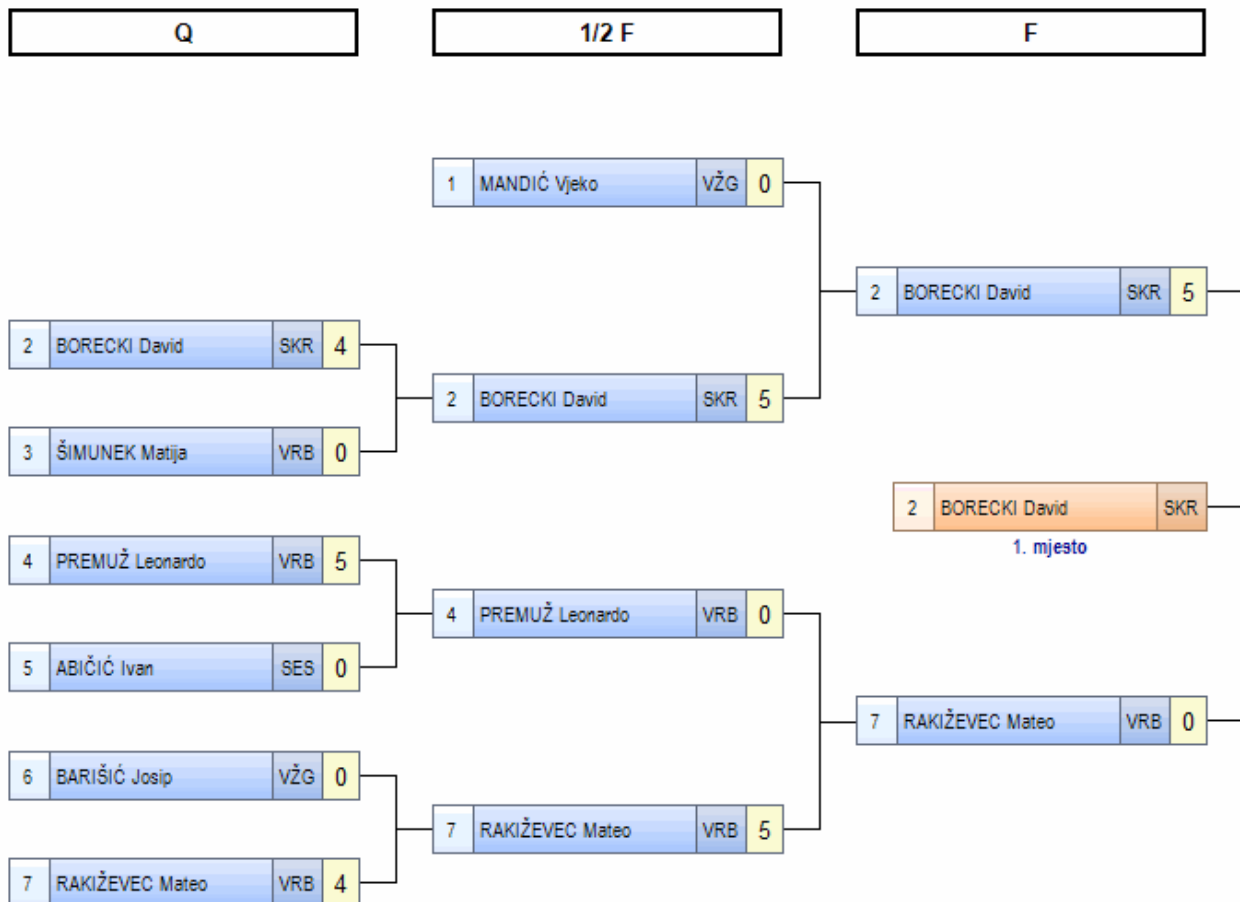 Q 1/2 F F
1 MANDIĆ Vjeko VŽG 0
2 BORECKI David SKR 5
2 BORECKI David SKR 4
2 BORECKI David SKR 5
3 ŠIMUNEK Matija VRB 0
2 BORECKI David SKR
1. mjesto
4 PREMUŽ Leonardo VRB 5
4 PREMUŽ Leonardo VRB 0
5 ABIČIĆ Ivan SES 0
7 RAKIŽEVEC Mateo VRB 0
6 BARIŠIĆ Josip VŽG 0
7 RAKIŽEVEC Mateo VRB 5
7 RAKIŽEVEC Mateo VRB 4